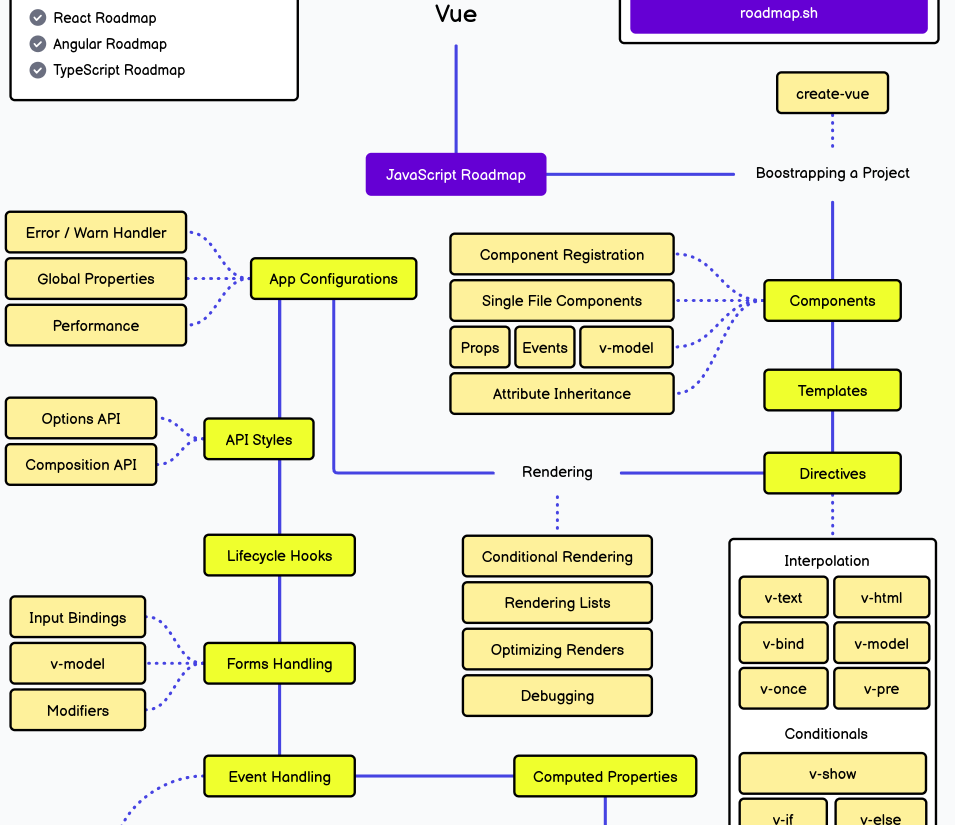 Vue
React Roadmap
Angular Roadmap
TypeScript Roadmap
roadmap.sh
create-vue
JavaScript Roadmap
Boostrapping a Project
Error / Warn Handler
Global Properties
Performance
App Configurations
Component Registration
Single File Components
Props Events v-model
Attribute Inheritance
Components
Templates
Options API
Composition API
API Styles
Rendering
Directives
Lifecycle Hooks
Conditional Rendering
Rendering Lists
Optimizing Renders
Debugging
Interpolation
v-text v-html
v-bind v-model
v-once v-pre
Conditionals
v-show
v-if v-else
Input Bindings
v-model
Modifiers
Forms Handling
Event Handling
Computed Properties